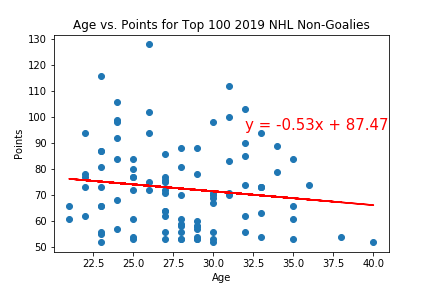 Age vs. Points for Top 100 2019 NHL Non-Goalies
130
120
110
100
90
80
70
60
50
Points
y = -0.53x + 87.47
22.5 25.0 27.5 30.0 32.5 35.0 37.5 40.0
Age